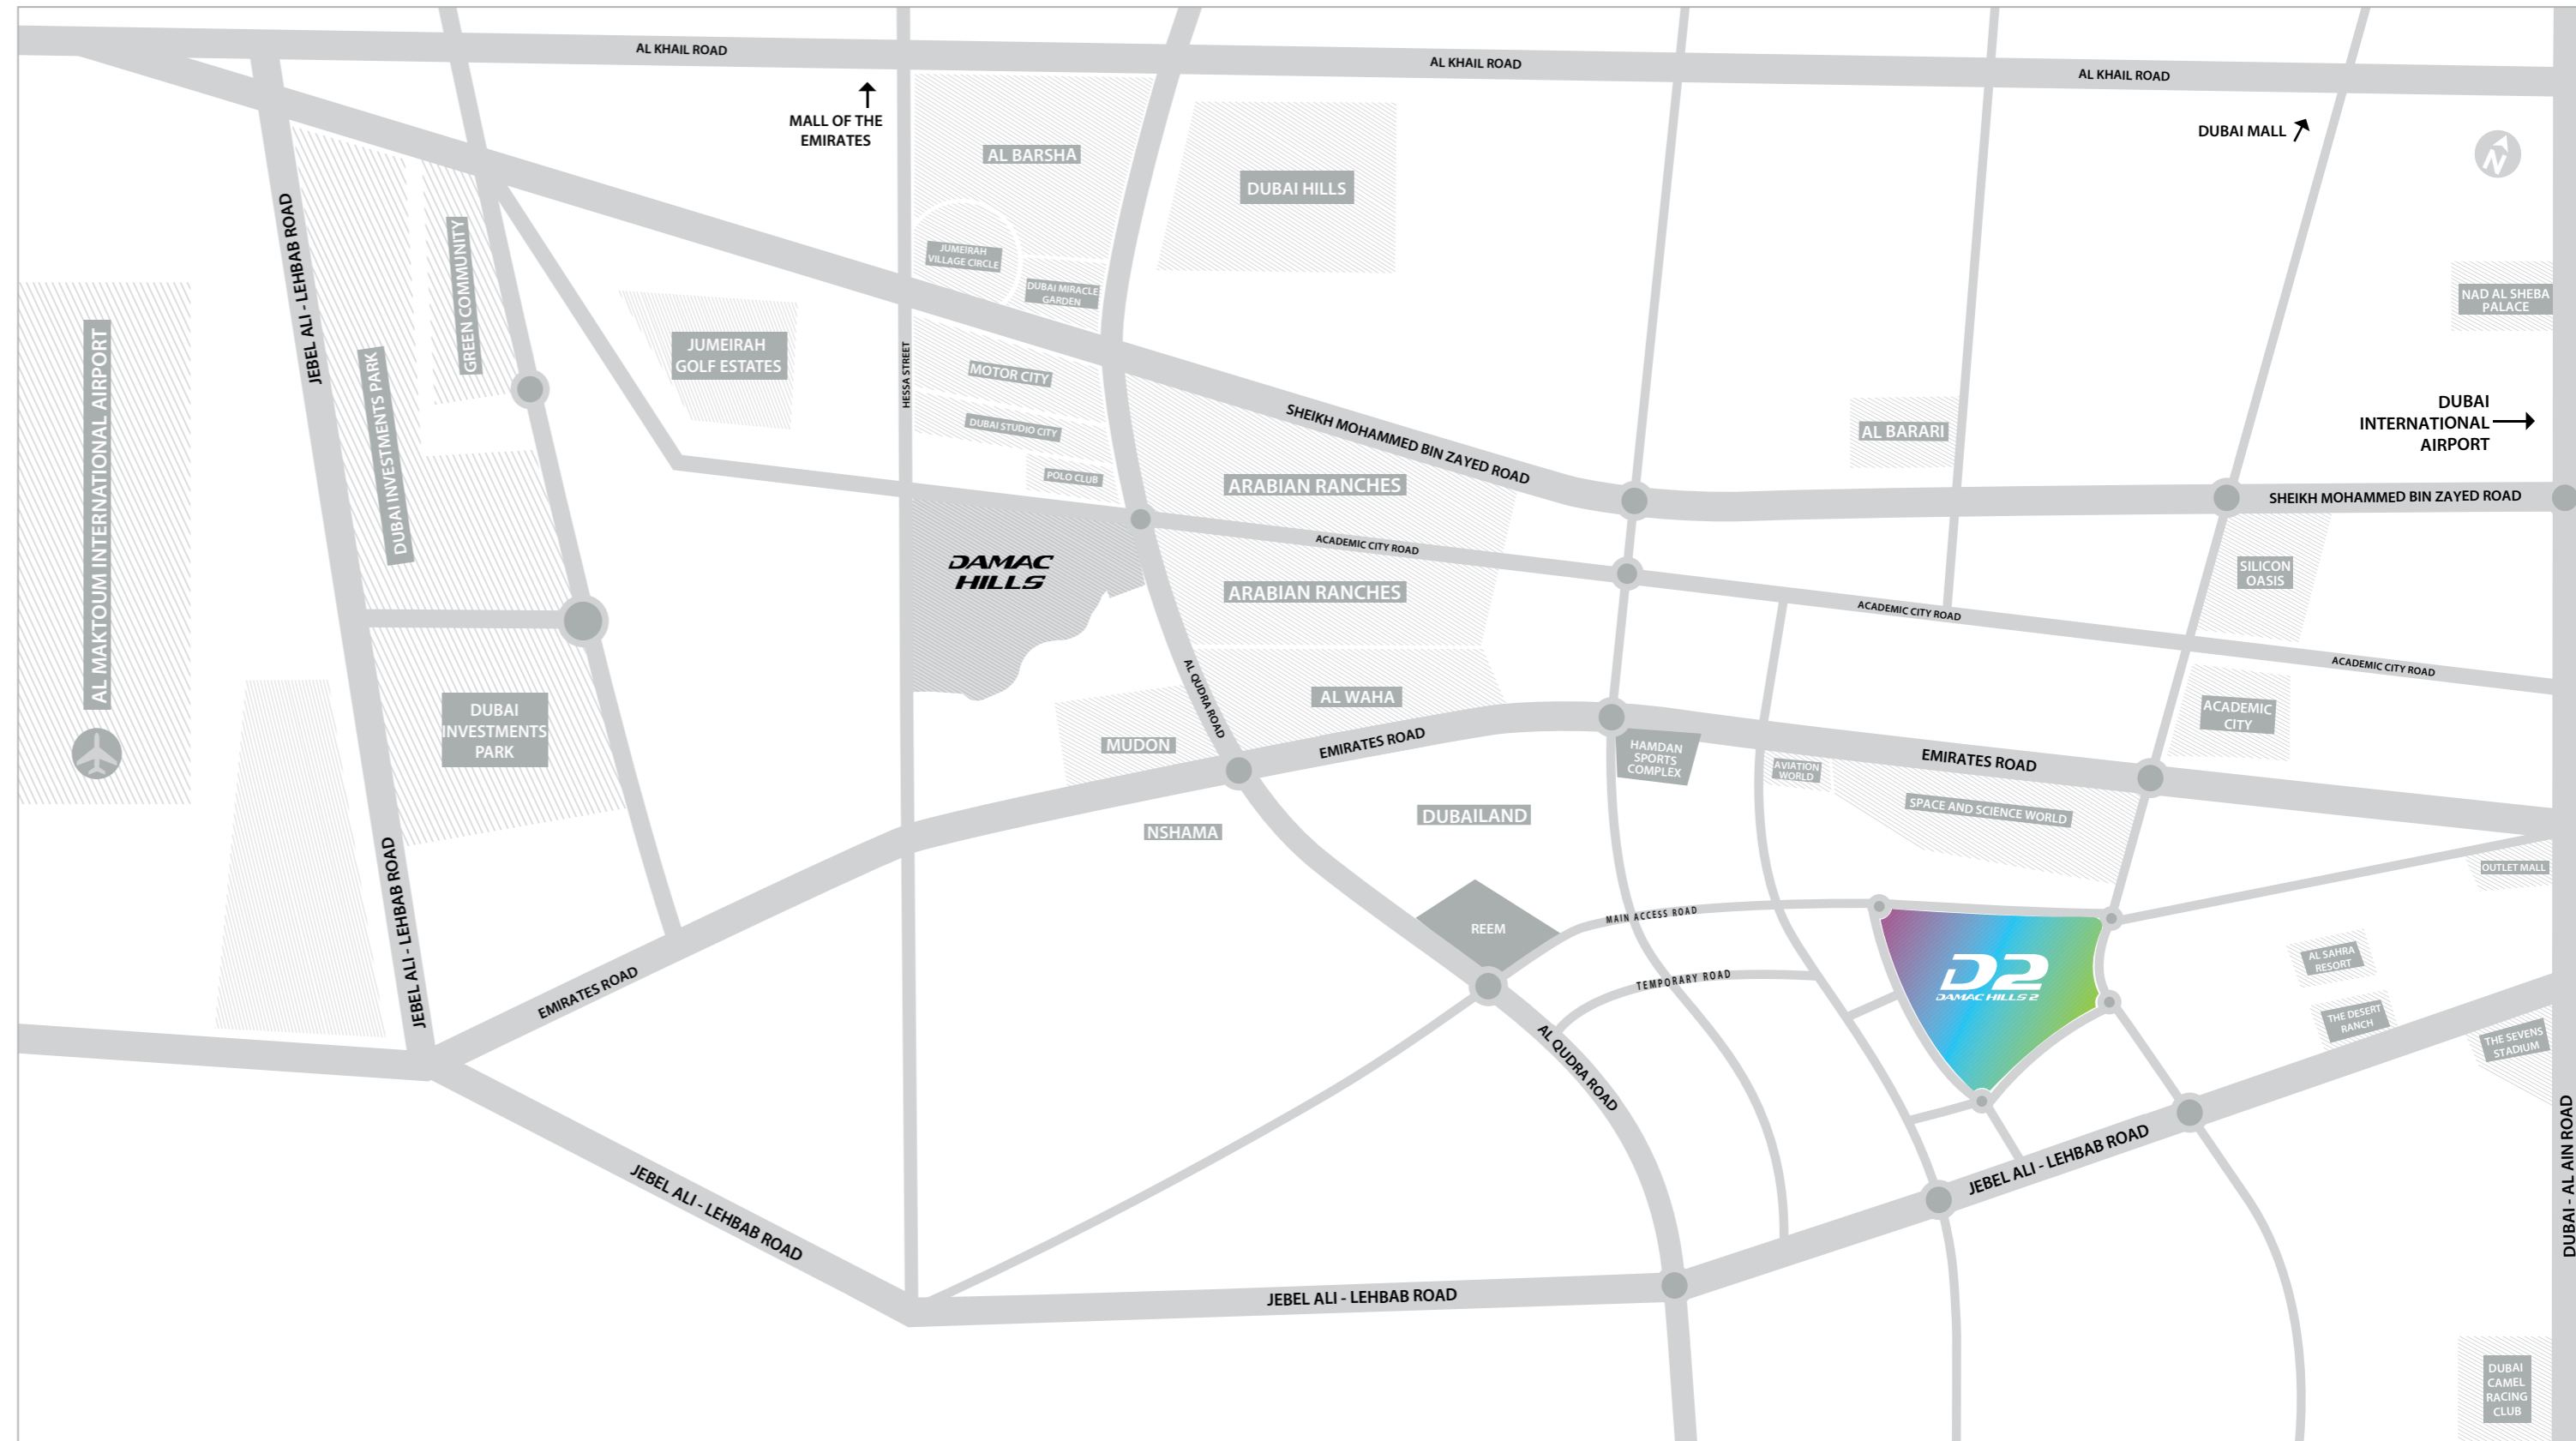 AL KHAIL ROAD
AL KHAIL ROAD
AL KHAIL ROAD
MALL OF THE
EMIRATES
DUBAI MALL
N
AL BARSHA
DUBAI HILLS
JEBEL ALI - LEHBAB ROAD
GREEN COMMUNITY
JUMEIRAH
VILLAGE CIRCLE
DUBAI MIRACLE
GARDEN
NAD AL SHEBA
PALACE
AL MAKTOUM INTERNATIONAL AIRPORT
DUBAI INVESTMENTS PARK
JUMEIRAH
GOLF ESTATES
HESSA STREET
MOTOR CITY
DUBAI STUDIO CITY
POLO CLUB
SHEIKH MOHAMMED BIN ZAYED ROAD
AL BARARI
DUBAI
INTERNATIONAL
AIRPORT
SHEIKH MOHAMMED BIN ZAYED ROAD
ARABIAN RANCHES
ACADEMIC CITY ROAD
DAMAC
HILLS
ARABIAN RANCHES
SILICON
OASIS
ACADEMIC CITY ROAD
ACADEMIC CITY ROAD
AL QUDRA ROAD
AL WAHA
DUBAI
INVESTMENTS
PARK
MUDON
EMIRATES ROAD
HAMDAN
SPORTS
COMPLEX
ACADEMIC
CITY
EMIRATES ROAD
AVIATION
WORLD
SPACE AND SCIENCE WORLD
NSHAMA
DUBAILAND
OUTLET MALL
JEBEL ALI - LEHBAB ROAD
REEM
MAIN ACCESS ROAD
TEMPORARY ROAD
EMIRATES ROAD
D2
DAMAC HILLS 2
AL SAHRA
RESORT
THE DESERT
RANCH
THE SEVENS
STADIUM
AL QUDRA ROAD
JEBEL ALI - LEHBAB ROAD
JEBEL ALI - LEHBAB ROAD
JEBEL ALI - LEHBAB ROAD
DUBAI - AL AIN ROAD
DUBAI
CAMEL
RACING
CLUB